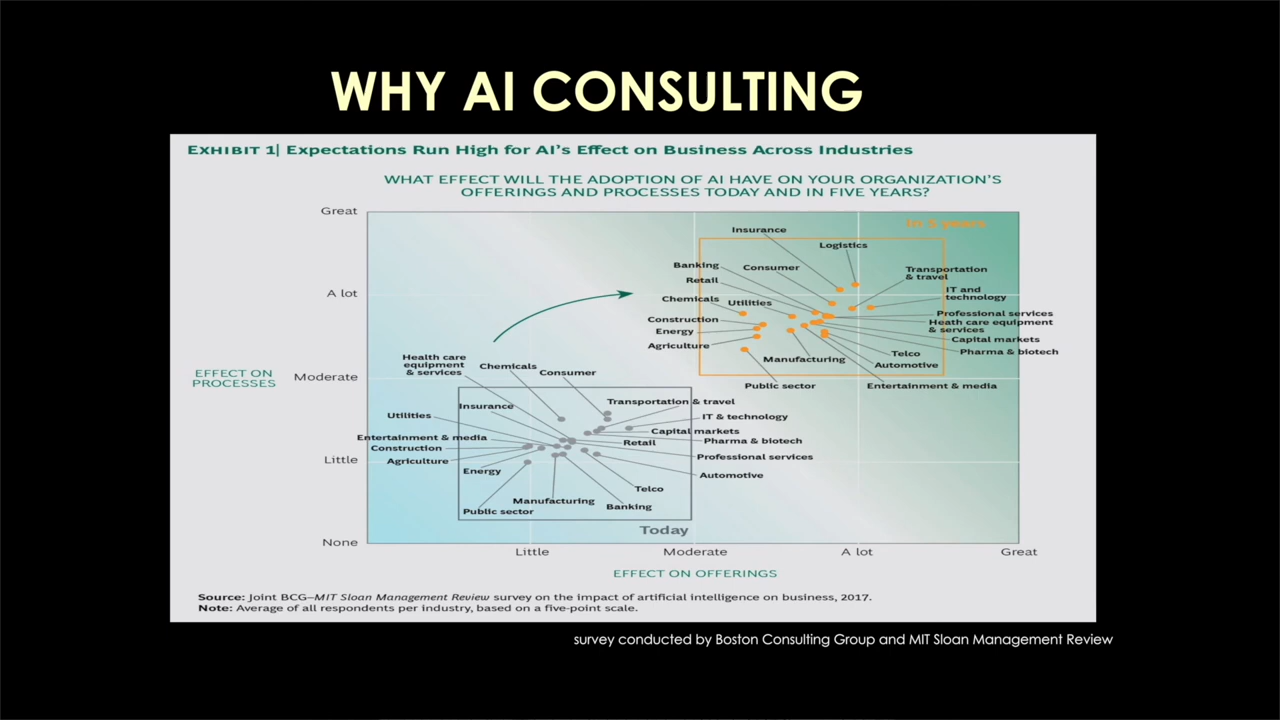 WHY AI CONSULTING
EXHIBIT 1| Expectations Run High for AI's Effect on Business Across Industries
WHAT EFFECT WILL THE ADOPTION OF AI HAVE ON YOUR ORGANIZATION'S
OFFERINGS AND PROCESSES TODAY AND IN FIVE YEARS?
Great
A lot
Moderate
Little
None
EFFECT ON
PROCESSES
In 5 years
Insurance
Logistics
Banking
Consumer
Transportation
& travel
Retail
IT and
technology
Chemicals
Utilities
Professional services
Construction
Heath care equipment
& services
Energy
Capital markets
Agriculture
Pharma & biotech
Telco
Manufacturing
Automotive
Public sector
Entertainment & media
Health care
equipment
& services
Chemicals
Consumer
Insurance
Transportation & travel
Utilities
IT & technology
Capital markets
Entertainment & media
Retail
Pharma & biotech
Construction
Professional services
Agriculture
Energy
Automotive
Telco
Manufacturing
Banking
Public sector
Today
Little
Moderate
A lot
Great
EFFECT ON OFFERINGS
Source: Joint BCG–MIT Sloan Management Review survey on the impact of artificial intelligence on business, 2017.
Note: Average of all respondents per industry, based on a five-point scale.
survey conducted by Boston Consulting Group and MIT Sloan Management Review